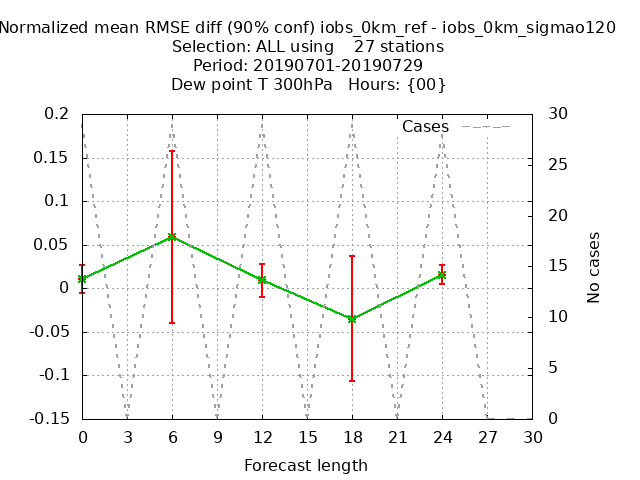 Normalized mean RMSE diff (90% conf) iobs_0km_ref - iobs_0km_sigmao120
Selection: ALL using 27 stations
Period: 20190701-20190729
Dew point T 300hPa Hours: {00}
Cases
0.2
0.15
0.1
0.05
0
-0.05
-0.1
-0.15
30
25
20
15
10
5
0
No cases
0 3 6 9 12 15 18 21 24 27 30
Forecast length